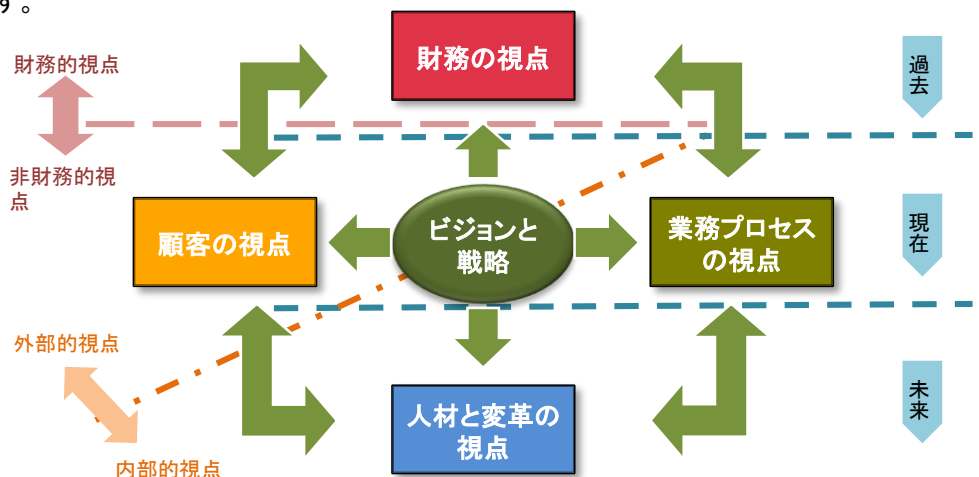 す。
財務の視点
財務的視点
過去
非財務的視
点
顧客の視点
ビジョンと
戦略
業務プロセス
の視点
現在
外部的視点
人材と変革の
視点
未来
内部的視点